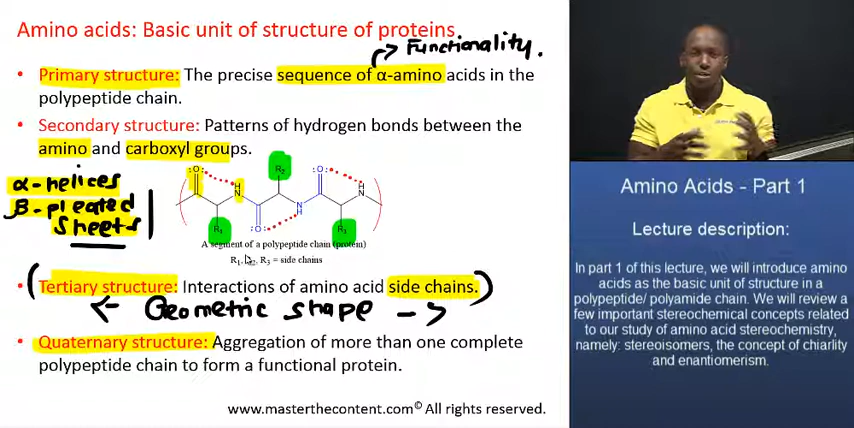 Amino acids: Basic unit of structure of proteins
Functionality.
• Primary structure: The precise sequence of α-amino acids in the
polypeptide chain.
• Secondary structure: Patterns of hydrogen bonds between the
amino and carboxyl groups.
α-helices
β-pleated
sheets
:O: R₂ :O: H
H N N
N H
R₁ :O: R₃
A segment of a polypeptide chain (protein)
R₁, R₂, R₃ = side chains
• (Tertiary structure: Interactions of amino acid side chains.)
Geometric shape
• Quaternary structure: Aggregation of more than one complete
polypeptide chain to form a functional protein.
www.masterthecontent.com© All rights reserved.
Amino Acids - Part 1
Lecture description:
In part 1 of this lecture, we will introduce amino
acids as the basic unit of structure in a
polypeptide/ polyamide chain. We will review a
few important stereochemical concepts related
to our study of amino acid stereochemistry,
namely: stereoisomers, the concept of chiarlity
and enantiomerism.